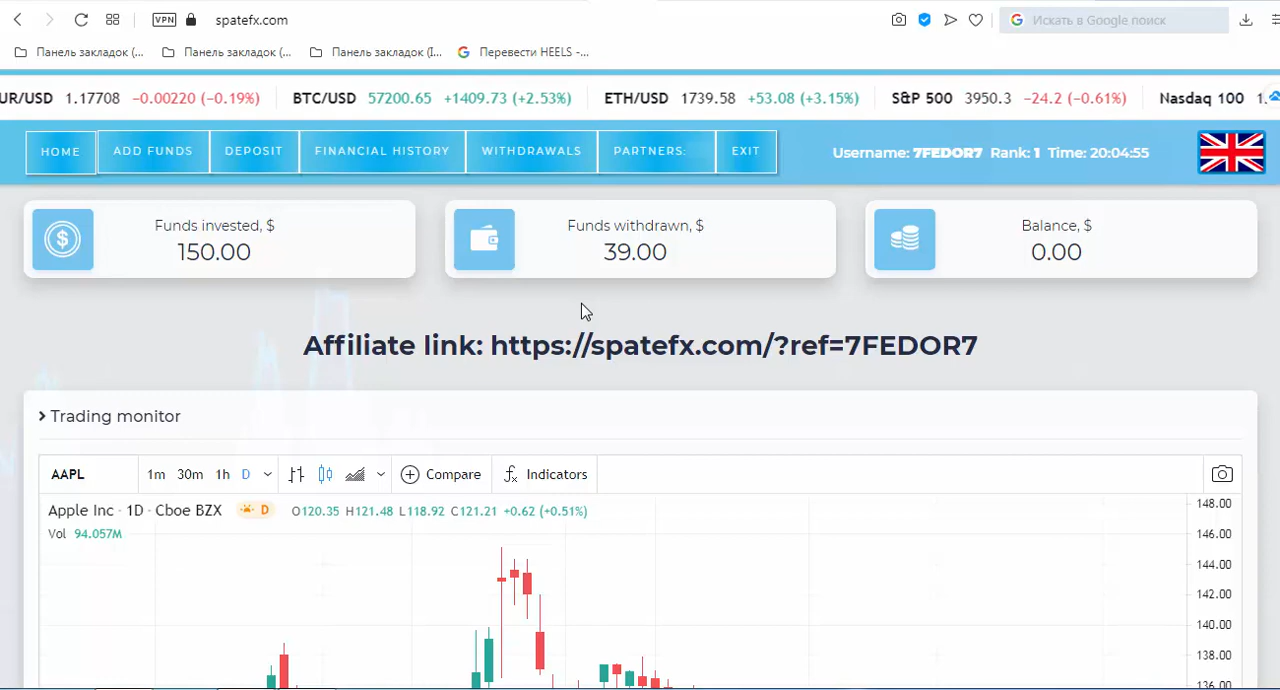 VPN spatefx.com Искать в Google поиск
Панель закладок (... Панель закладок (... Панель закладок (I... Перевести HEELS -...
UR/USD 1.17708 −0.00220 (−0.19%) BTC/USD 57200.65 +1409.73 (+2.53%) ETH/USD 1739.58 +53.08 (+3.15%) S&P 500 3950.3 −24.2 (−0.61%) Nasdaq 100
HOME ADD FUNDS DEPOSIT FINANCIAL HISTORY WITHDRAWALS PARTNERS: EXIT Username: 7FEDOR7 Rank: 1 Time: 20:04:55
Funds invested, $ Funds withdrawn, $ Balance, $
150.00 39.00 0.00
Affiliate link: https://spatefx.com/?ref=7FEDOR7
Trading monitor
AAPL 1m 30m 1h D Compare Indicators
Apple Inc · 1D · Cboe BZX D O120.35 H121.48 L118.92 C121.21 +0.62 (+0.51%)
Vol 94.057M
148.00
146.00
144.00
142.00
140.00
138.00
136.00